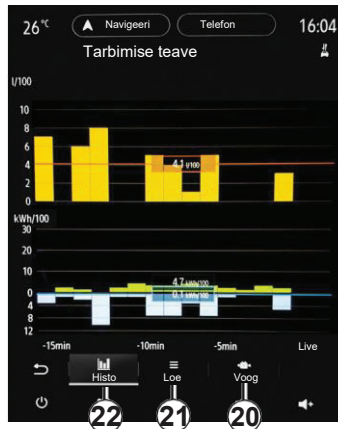 26 °C Navigeeri Telefon 16:04
Tarbimise teave
l/100
10
8
6
4
2
0
4.1 l/100
kWh/100
30
20
10
0
4
8
12
4.7 kWh/100
0.1 kWh/100
-15min -10min -5min Live
Histo Loe Voog
22 21 20